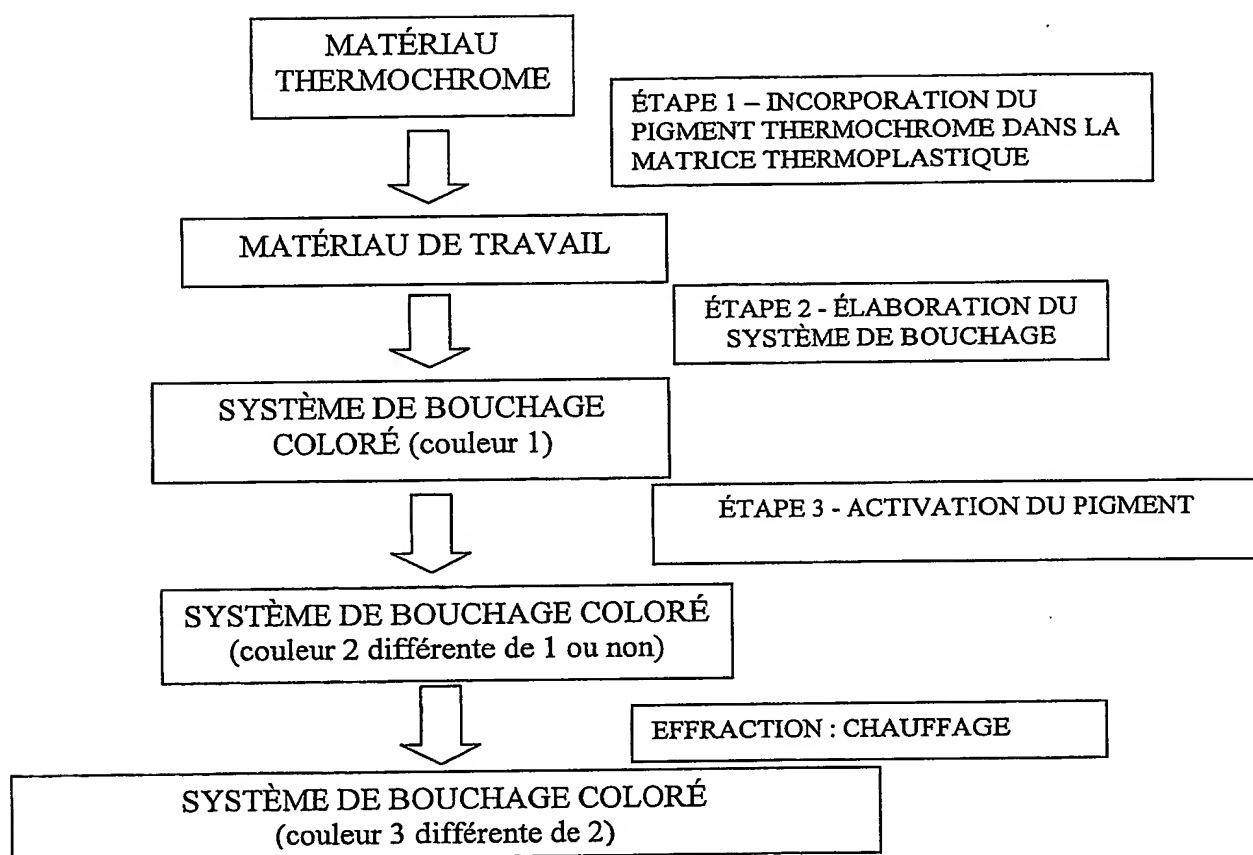 MATÉRIAU
THERMOCHROME
ÉTAPE 1 – INCORPORATION DU
PIGMENT THERMOCHROME DANS LA
MATRICE THERMOPLASTIQUE
MATÉRIAU DE TRAVAIL
ÉTAPE 2 - ÉLABORATION DU
SYSTÈME DE BOUCHAGE
SYSTÈME DE BOUCHAGE
COLORÉ (couleur 1)
ÉTAPE 3 - ACTIVATION DU PIGMENT
SYSTÈME DE BOUCHAGE COLORÉ
(couleur 2 différente de 1 ou non)
EFFRACTION : CHAUFFAGE
SYSTÈME DE BOUCHAGE COLORÉ
(couleur 3 différente de 2)